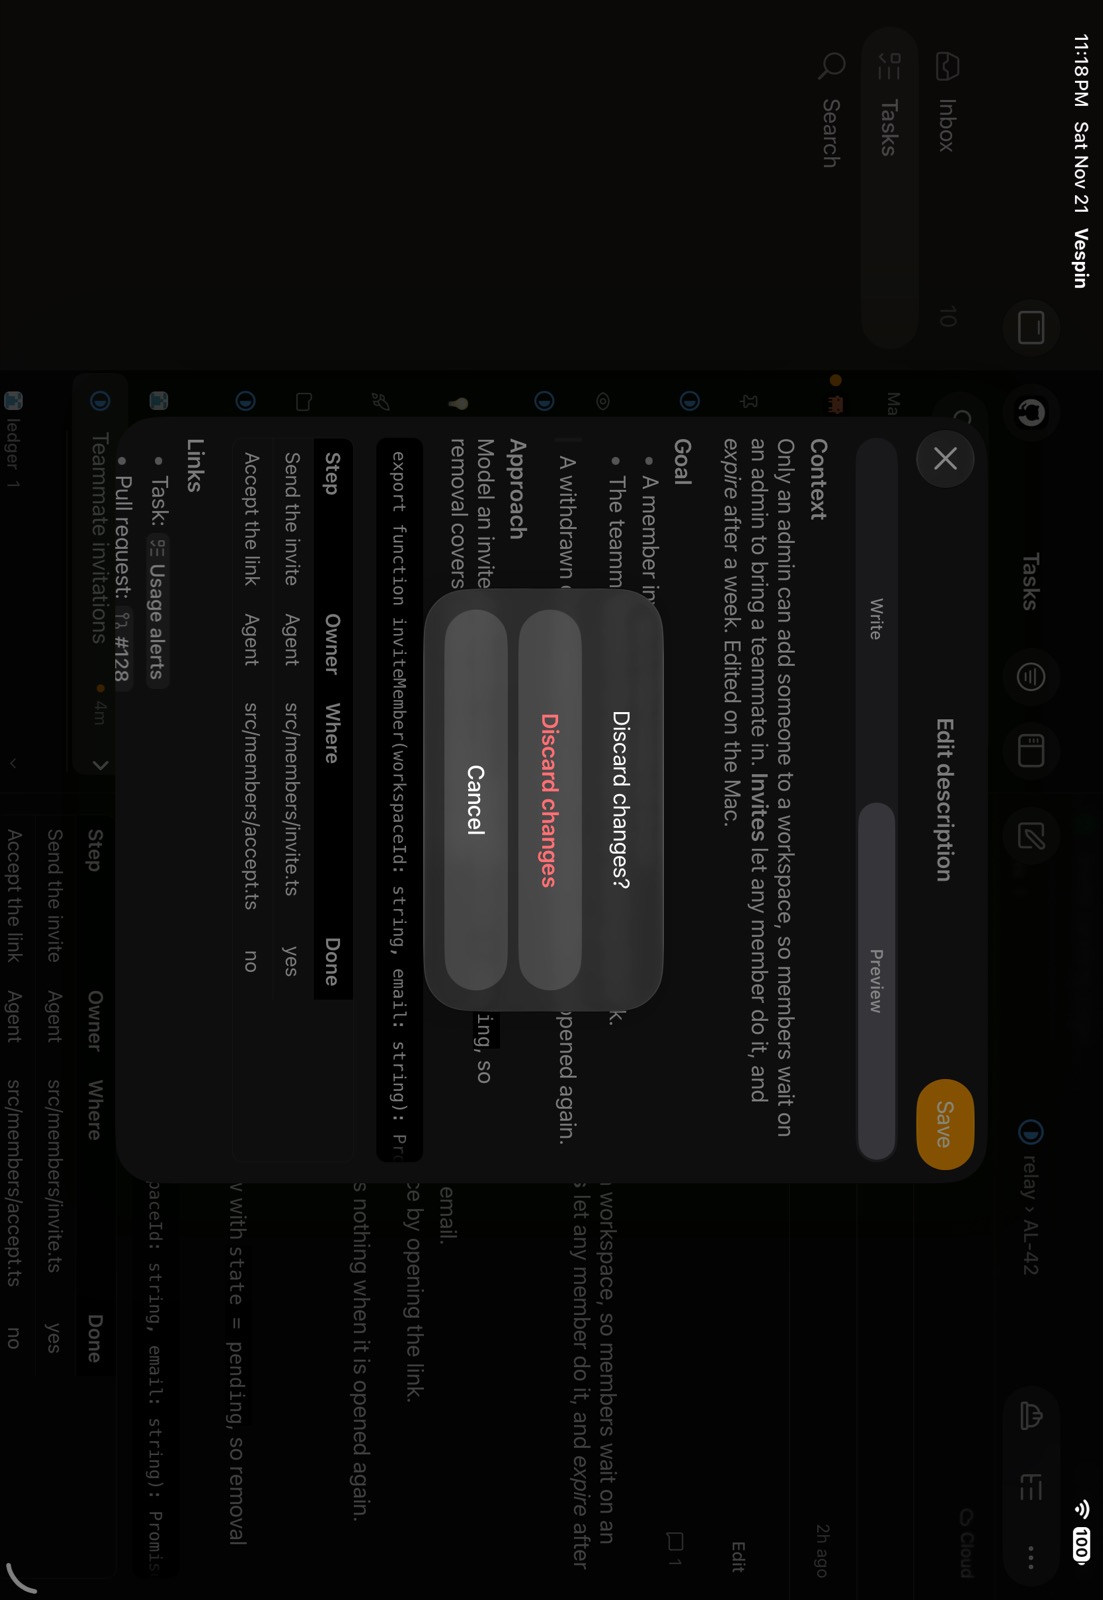 11:18 PM Sat Nov 21 Vespin
100
Tasks
relay › AL-42
Inbox 10
Tasks
Search
Cloud
2h ago
Edit
1
Edit description
Save
Write
Preview
Context
Only an admin can add someone to a workspace, so members wait on
an admin to bring a teammate in. Invites let any member do it, and
expire after a week. Edited on the Mac.
Goal
A member
The
k.
A withdrawn
opened again.
Approach
Model an invite
ing, so
removal covers
Discard changes?
Discard changes
Cancel
export function inviteMember(workspaceId: string, email: string): Pr
Step Owner Where Done
Send the invite Agent src/members/invite.ts yes
Accept the link Agent src/members/accept.ts no
Links
Task: Usage alerts
Pull request: #128
Teammate invitations 4m
ledger 1
workspace, so members wait on an
s let any member do it, and expire after
email.
ce by opening the link.
s nothing when it is opened again.
with state = pending, so removal
paceId: string, email: string): Promis
Step Owner Where Done
Send the invite Agent src/members/invite.ts yes
Accept the link Agent src/members/accept.ts no